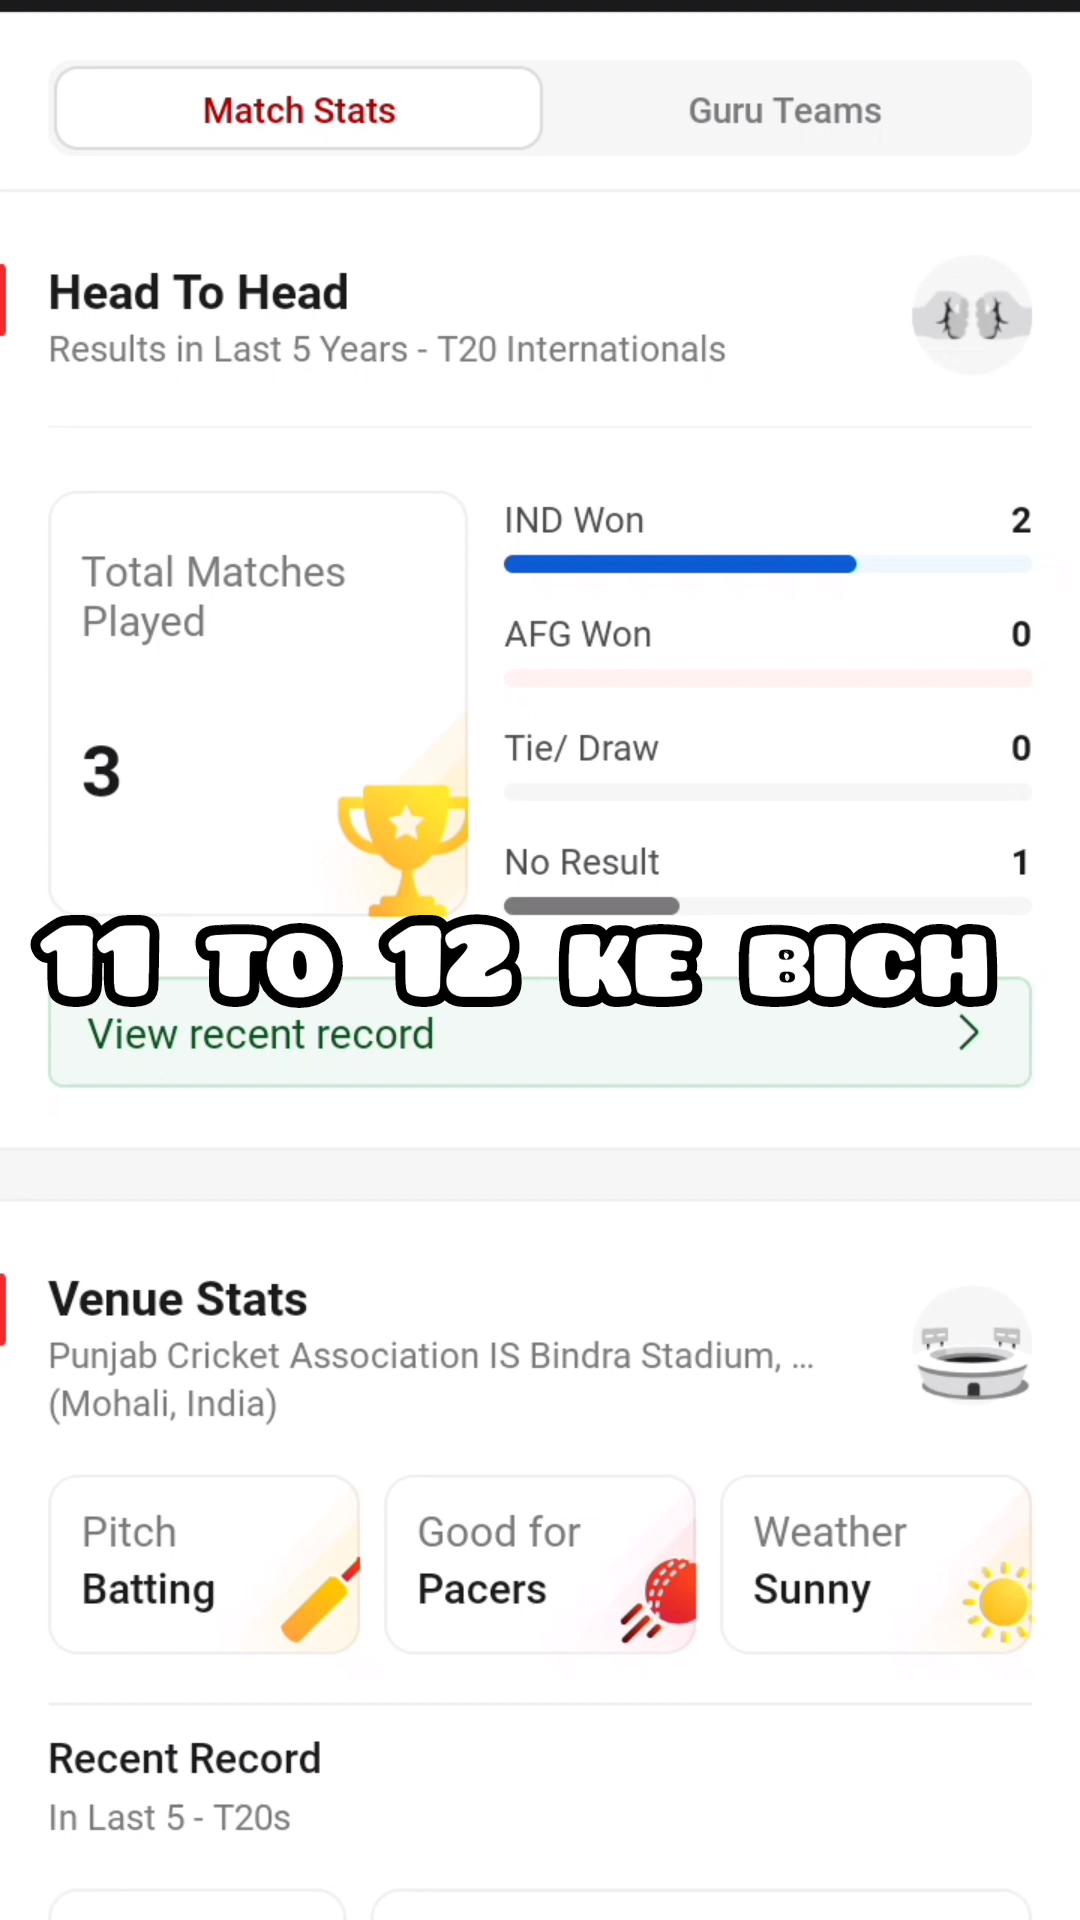 Match Stats
Guru Teams
Head To Head
Results in Last 5 Years - T20 Internationals
Total Matches
Played
3
IND Won 2
AFG Won 0
Tie/ Draw 0
No Result 1
11 TO 12 KE BICH
View recent record
Venue Stats
Punjab Cricket Association IS Bindra Stadium, ...
(Mohali, India)
Pitch
Batting
Good for
Pacers
Weather
Sunny
Recent Record
In Last 5 - T20s